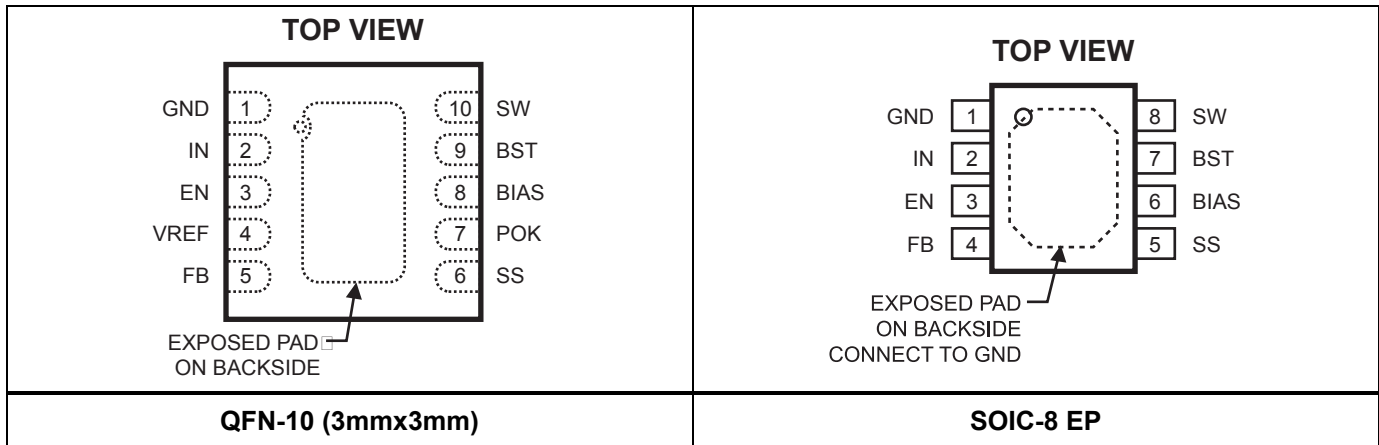 TOP VIEW
GND 1 10 SW
IN 2 9 BST
EN 3 8 BIAS
VREF 4 7 POK
FB 5 6 SS
EXPOSED PAD
ON BACKSIDE
QFN-10 (3mmx3mm)
TOP VIEW
GND 1 8 SW
IN 2 7 BST
EN 3 6 BIAS
FB 4 5 SS
EXPOSED PAD
ON BACKSIDE
CONNECT TO GND
SOIC-8 EP